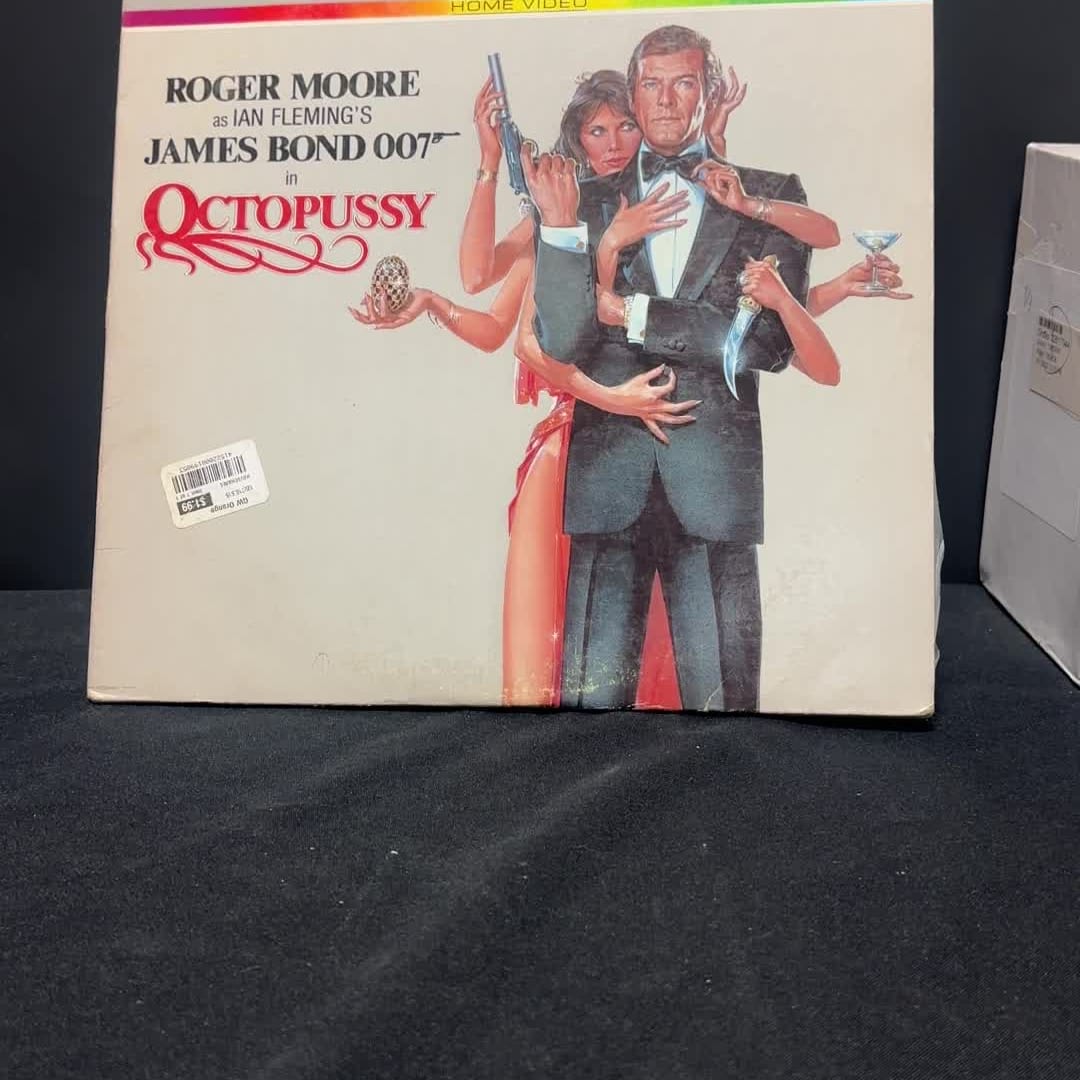 HOME VIDEO
ROGER MOORE
as IAN FLEMING'S
JAMES BOND 007
in
OCTOPUSSY
GW Orange
$1.99